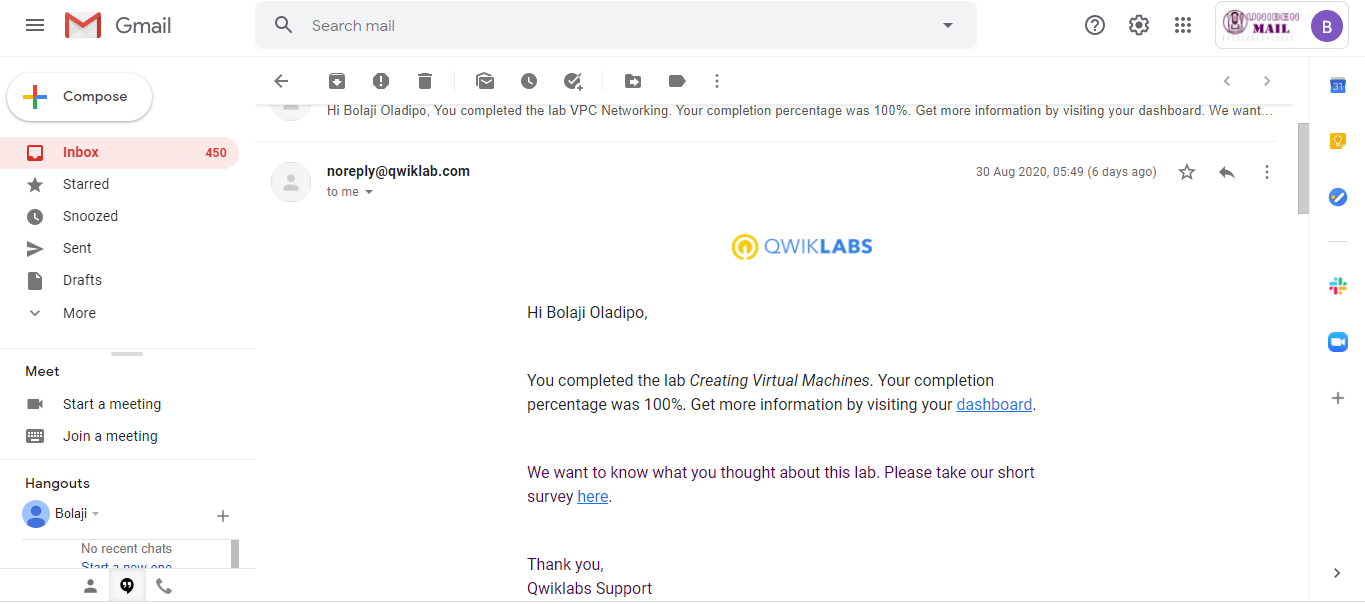 Gmail
Search mail
UNIBEN
MAIL
B
Compose
Inbox 450
Starred
Snoozed
Sent
Drafts
More
Meet
Start a meeting
Join a meeting
Hangouts
Bolaji
No recent chats
Start a new one
Hi Bolaji Oladipo, You completed the lab VPC Networking. Your completion percentage was 100%. Get more information by visiting your dashboard. We want…
noreply@qwiklab.com
30 Aug 2020, 05:49 (6 days ago)
to me
QWIKLABS
Hi Bolaji Oladipo,
You completed the lab Creating Virtual Machines. Your completion
percentage was 100%. Get more information by visiting your dashboard.
We want to know what you thought about this lab. Please take our short
survey here.
Thank you,
Qwiklabs Support
31